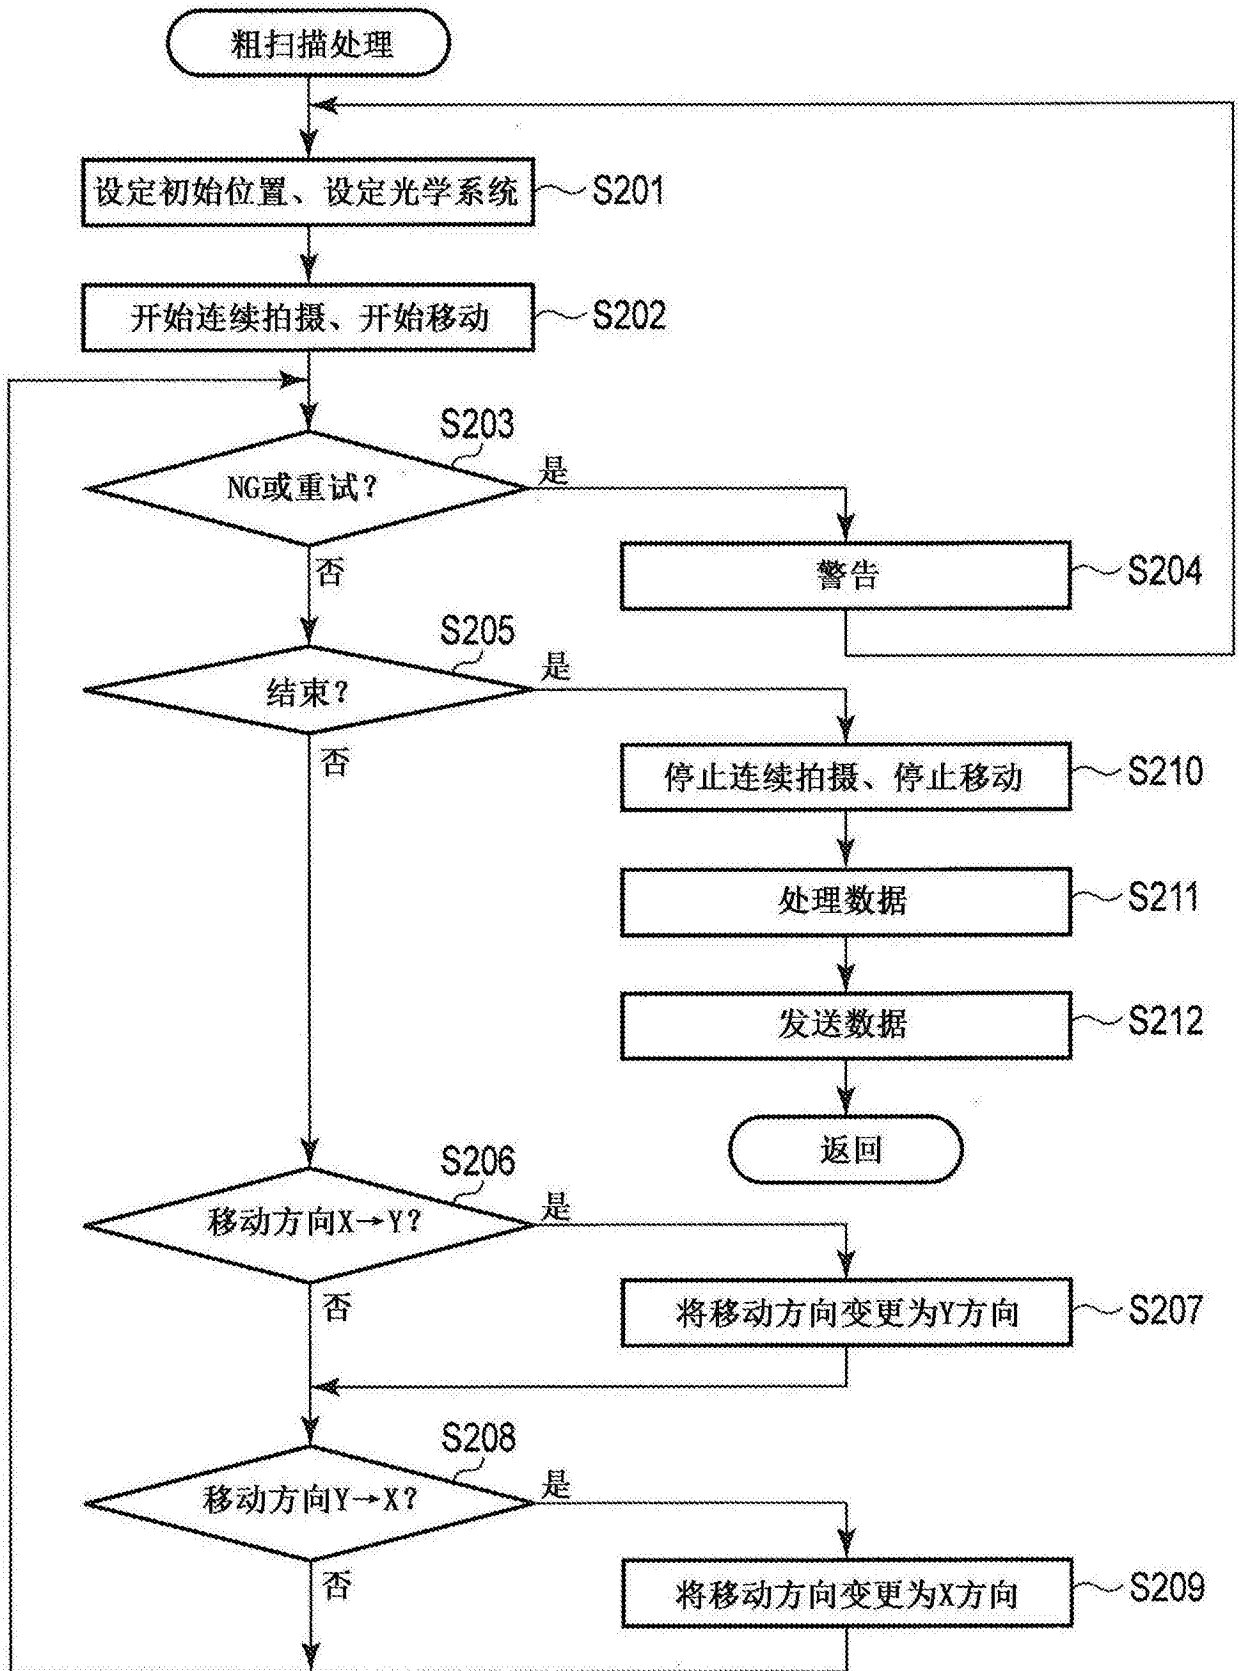 粗扫描处理
设定初始位置、设定光学系统
S201
开始连续拍摄、开始移动
S202
S203
NG或重试?
是
否
警告
S204
S205
结束?
是
否
停止连续拍摄、停止移动
S210
处理数据
S211
发送数据
S212
返回
S206
移动方向X→Y?
是
否
将移动方向变更为Y方向
S207
S208
移动方向Y→X?
是
否
将移动方向变更为X方向
S209